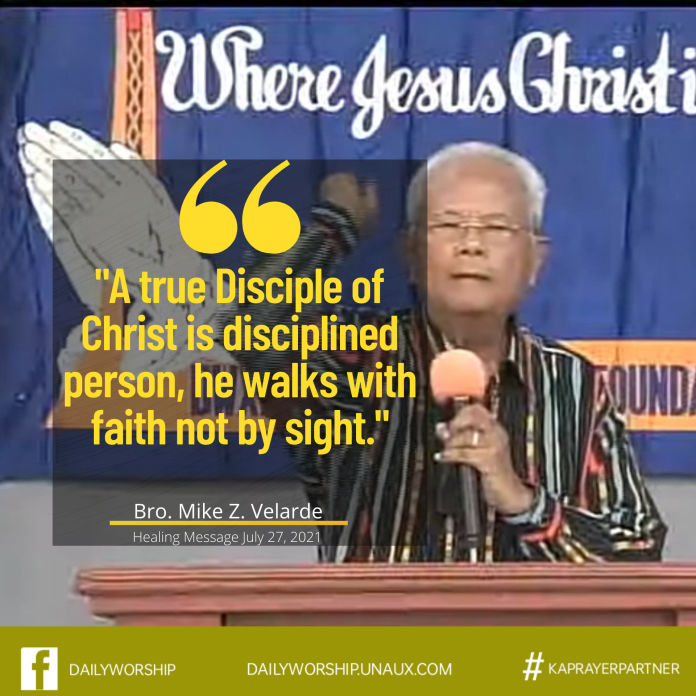 Where Jesus Christ i
"A true Disciple of
Christ is disciplined
person, he walks with
faith not by sight."
Bro. Mike Z. Velarde
Healing Message July 27, 2021
FOUNDA
f DAILYWORSHIP
DAILYWORSHIP.UNAUX.COM
# KAPRAYERPARTNER